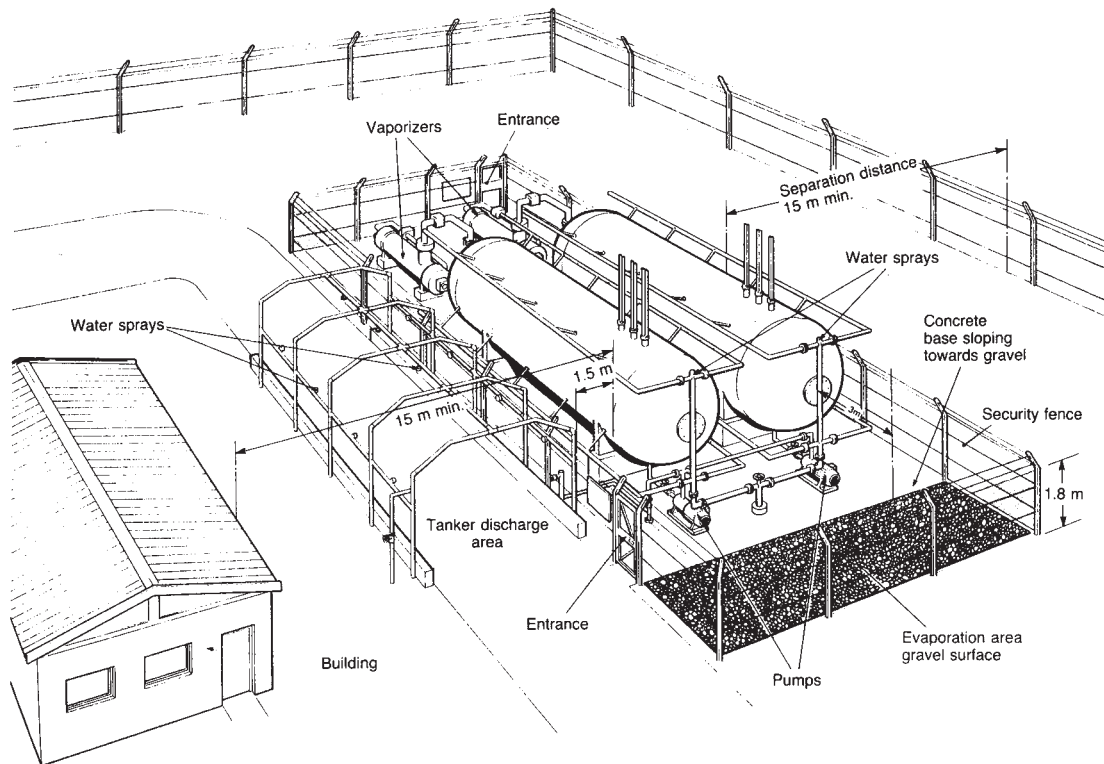 Vaporizers
Entrance
Separation distance
15 m min.
Water sprays
Water sprays
Concrete
base sloping
towards gravel
1.5 m
15 m min.
3m
Security fence
1.8 m
Tanker discharge
area
Entrance
Evaporation area
gravel surface
Building
Pumps